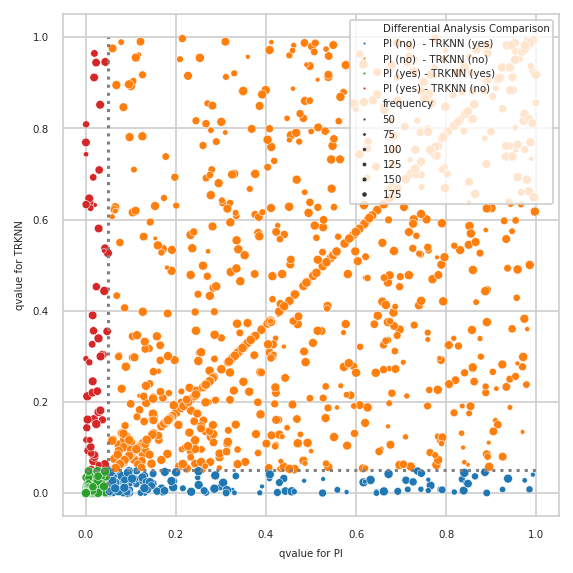 Differential Analysis Comparison
PI (no)  - TRKNN (yes)
PI (no)  - TRKNN (no)
PI (yes) - TRKNN (yes)
PI (yes) - TRKNN (no)
frequency
50
75
100
125
150
175
1.0
0.8
0.6
0.4
0.2
0.0
qvalue for TRKNN
0.0 0.2 0.4 0.6 0.8 1.0
qvalue for PI